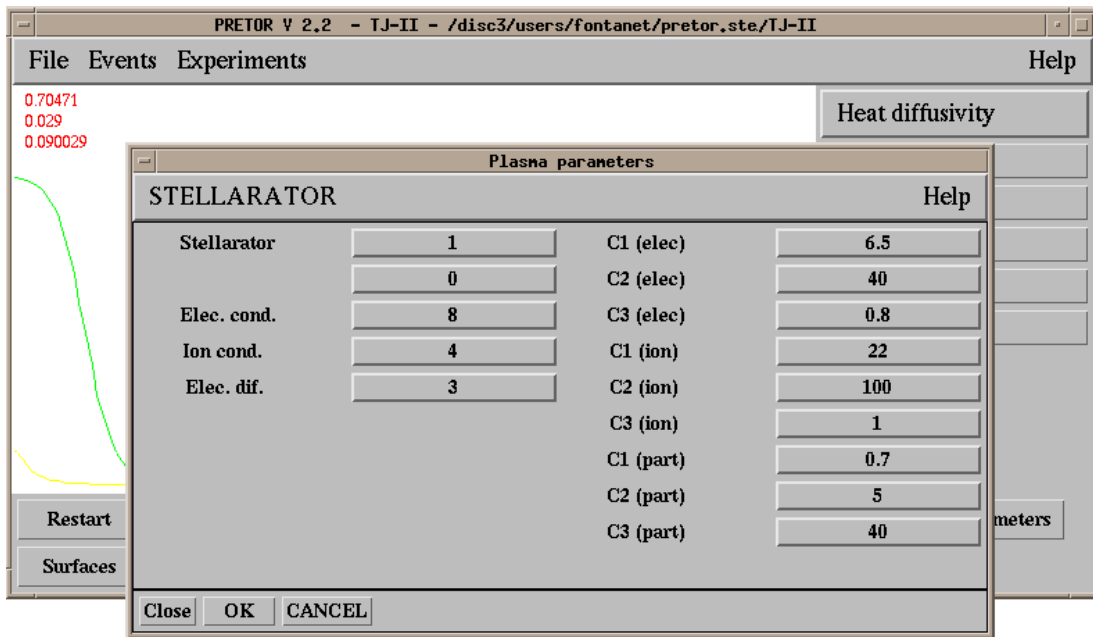 PRETOR V 2.2 - TJ-II - /disc3/users/fontanet/pretor.ste/TJ-II
File Events Experiments Help
0.70471
0.029
0.090029
Heat diffusivity
Plasma parameters
STELLARATOR Help
Stellarator 1 C1 (elec) 6.5
0 C2 (elec) 40
Elec. cond. 8 C3 (elec) 0.8
Ion cond. 4 C1 (ion) 22
Elec. dif. 3 C2 (ion) 100
C3 (ion) 1
C1 (part) 0.7
C2 (part) 5
C3 (part) 40
Restart meters
Surfaces
Close OK CANCEL